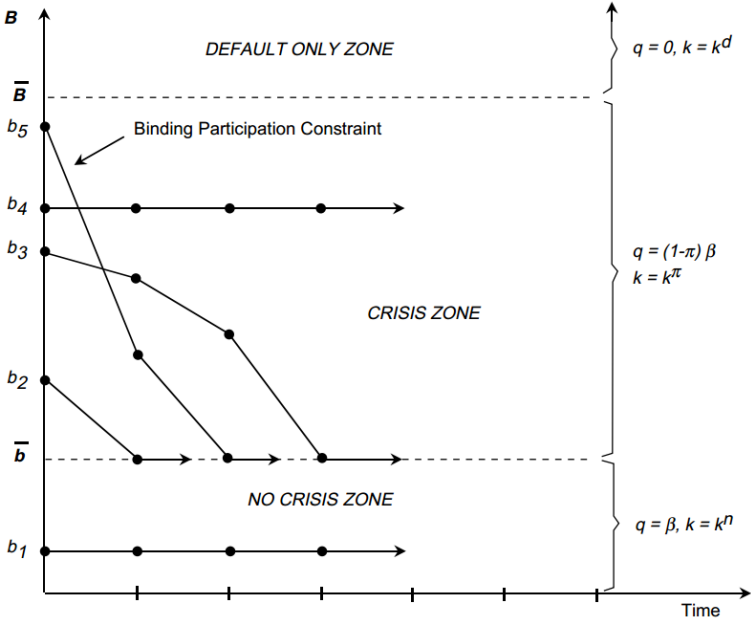 B
DEFAULT ONLY ZONE
q = 0, k = k^d
B̅
b5
Binding Participation Constraint
b4
b3
q = (1-π) β
k = k^π
CRISIS ZONE
b2
b̅
NO CRISIS ZONE
q = β, k = k^n
b1
Time